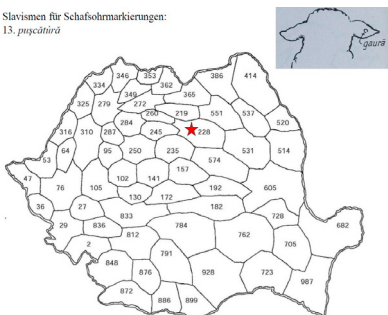 Slavismen für Schafsohrmarkierungen:
13. pușcătúră
gaură
346 353 386 414
334 362
349 365
325 279 272
260 219 551 537
284 520
316 310 287 245 228
64 95 250 235 531 514
53 574
47 157
102 141
76 105 192 605
130 172
36 27 182
833 728
29 836 784 682
812 762
2 705
791
848
876 928 723
987
872
886 899